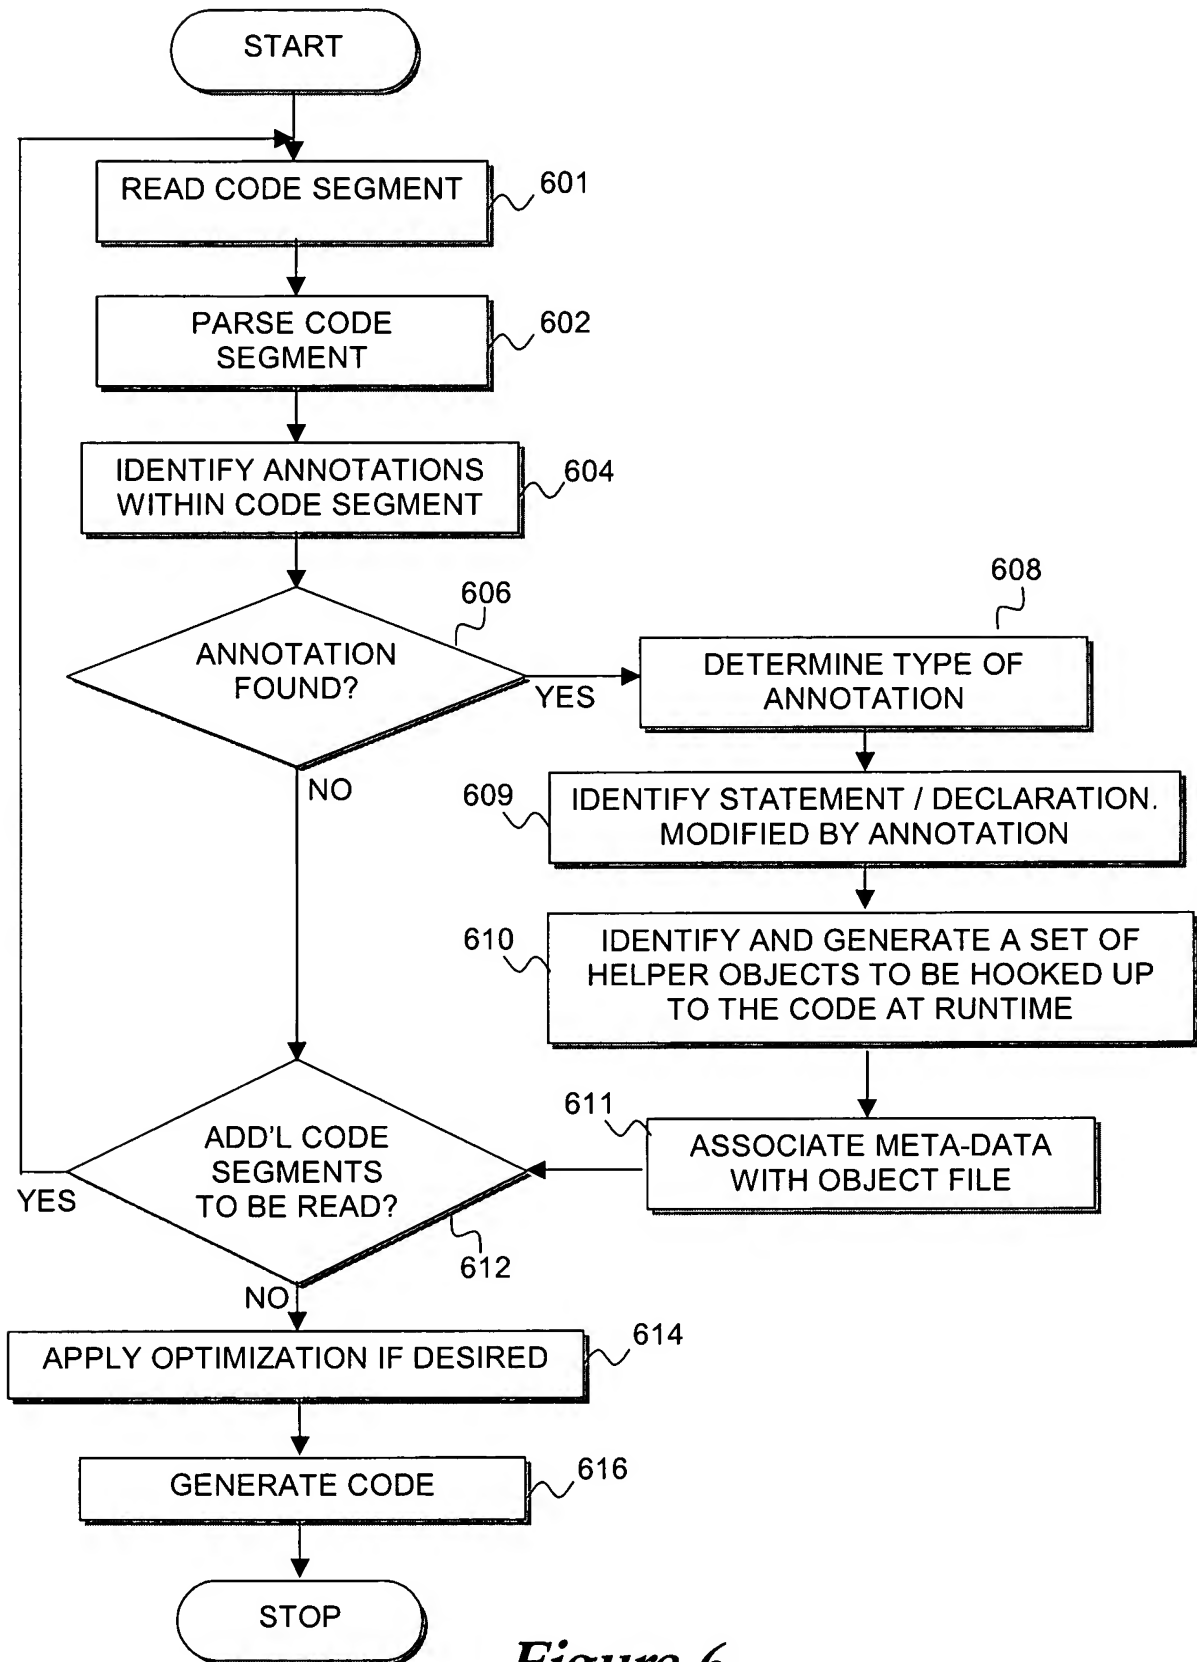 START
READ CODE SEGMENT
601
PARSE CODE
SEGMENT
602
IDENTIFY ANNOTATIONS
WITHIN CODE SEGMENT
604
606
ANNOTATION
FOUND?
YES
NO
608
DETERMINE TYPE OF
ANNOTATION
609
IDENTIFY STATEMENT / DECLARATION.
MODIFIED BY ANNOTATION
610
IDENTIFY AND GENERATE A SET OF
HELPER OBJECTS TO BE HOOKED UP
TO THE CODE AT RUNTIME
611
ASSOCIATE META-DATA
WITH OBJECT FILE
ADD'L CODE
SEGMENTS
TO BE READ?
YES
612
NO
APPLY OPTIMIZATION IF DESIRED
614
GENERATE CODE
616
STOP
Figure 6